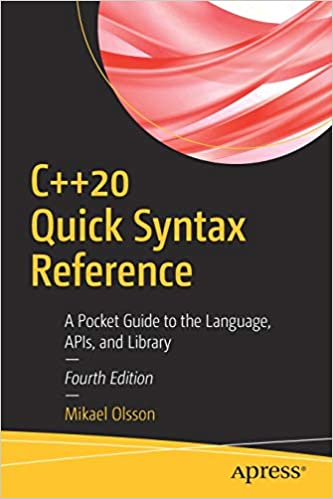 C++20
Quick Syntax
Reference
A Pocket Guide to the Language,
APIs, and Library
—
Fourth Edition
—
Mikael Olsson
Apress®